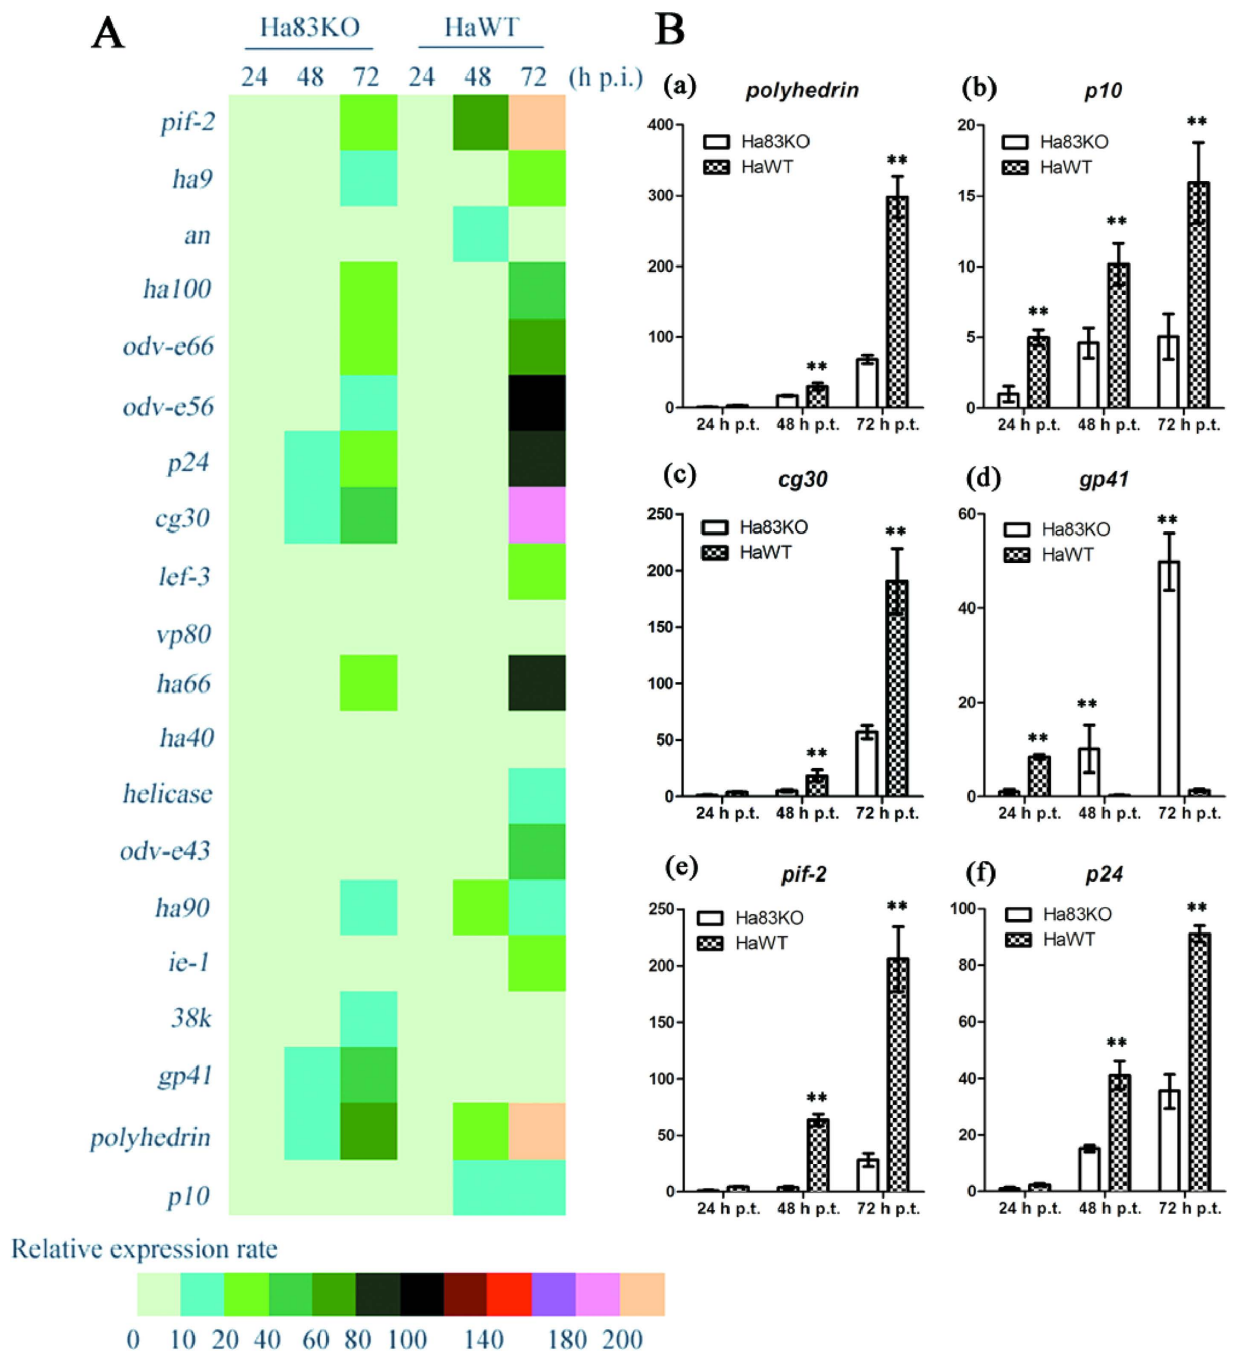 A
Ha83KO HaWT
24 48 72 24 48 72 (h p.i.)
pif-2
ha9
an
ha100
odv-e66
odv-e56
p24
cg30
lef-3
vp80
ha66
ha40
helicase
odv-e43
ha90
ie-1
38k
gp41
polyhedrin
p10
Relative expression rate
0 10 20 40 60 80 100 140 180 200
B
(a) polyhedrin
Ha83KO
HaWT
400
300
200
100
0
**
**
24 h p.t. 48 h p.t. 72 h p.t.
(b) p10
Ha83KO
HaWT
20
15
10
5
0
**
**
**
24 h p.t. 48 h p.t. 72 h p.t.
(c) cg30
Ha83KO
HaWT
250
200
150
100
50
0
**
**
24 h p.t. 48 h p.t. 72 h p.t.
(d) gp41
Ha83KO
HaWT
60
40
20
0
**
**
**
24 h p.t. 48 h p.t. 72 h p.t.
(e) pif-2
Ha83KO
HaWT
250
200
150
100
50
0
**
**
24 h p.t. 48 h p.t. 72 h p.t.
(f) p24
Ha83KO
HaWT
100
80
60
40
20
0
**
**
24 h p.t. 48 h p.t. 72 h p.t.